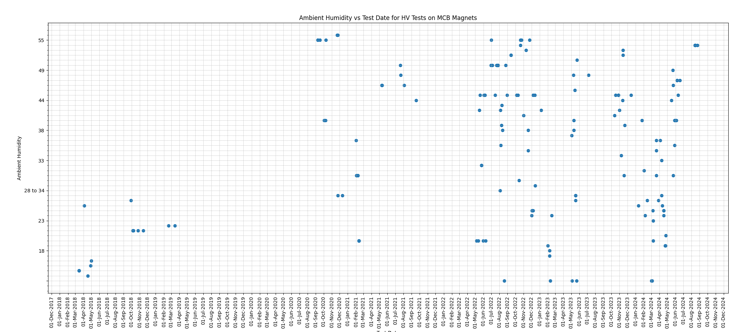 Ambient Humidity vs Test Date for HV Tests on MCB Magnets
Ambient Humidity
55
49
44
38
33
28 to 34
23
18
01-Dec-2017
01-Jan-2018
01-Feb-2018
01-Mar-2018
01-Apr-2018
01-May-2018
01-Jun-2018
01-Jul-2018
01-Aug-2018
01-Sep-2018
01-Oct-2018
01-Nov-2018
01-Dec-2018
01-Jan-2019
01-Feb-2019
01-Mar-2019
01-Apr-2019
01-May-2019
01-Jun-2019
01-Jul-2019
01-Aug-2019
01-Sep-2019
01-Oct-2019
01-Nov-2019
01-Dec-2019
01-Jan-2020
01-Feb-2020
01-Mar-2020
01-Apr-2020
01-May-2020
01-Jun-2020
01-Jul-2020
01-Aug-2020
01-Sep-2020
01-Oct-2020
01-Nov-2020
01-Dec-2020
01-Jan-2021
01-Feb-2021
01-Mar-2021
01-Apr-2021
01-May-2021
01-Jun-2021
01-Jul-2021
01-Aug-2021
01-Sep-2021
01-Oct-2021
01-Nov-2021
01-Dec-2021
01-Jan-2022
01-Feb-2022
01-Mar-2022
01-Apr-2022
01-May-2022
01-Jun-2022
01-Jul-2022
01-Aug-2022
01-Sep-2022
01-Oct-2022
01-Nov-2022
01-Dec-2022
01-Jan-2023
01-Feb-2023
01-Mar-2023
01-Apr-2023
01-May-2023
01-Jun-2023
01-Jul-2023
01-Aug-2023
01-Sep-2023
01-Oct-2023
01-Nov-2023
01-Dec-2023
01-Jan-2024
01-Feb-2024
01-Mar-2024
01-Apr-2024
01-May-2024
01-Jun-2024
01-Jul-2024
01-Aug-2024
01-Sep-2024
01-Oct-2024
01-Nov-2024
01-Dec-2024